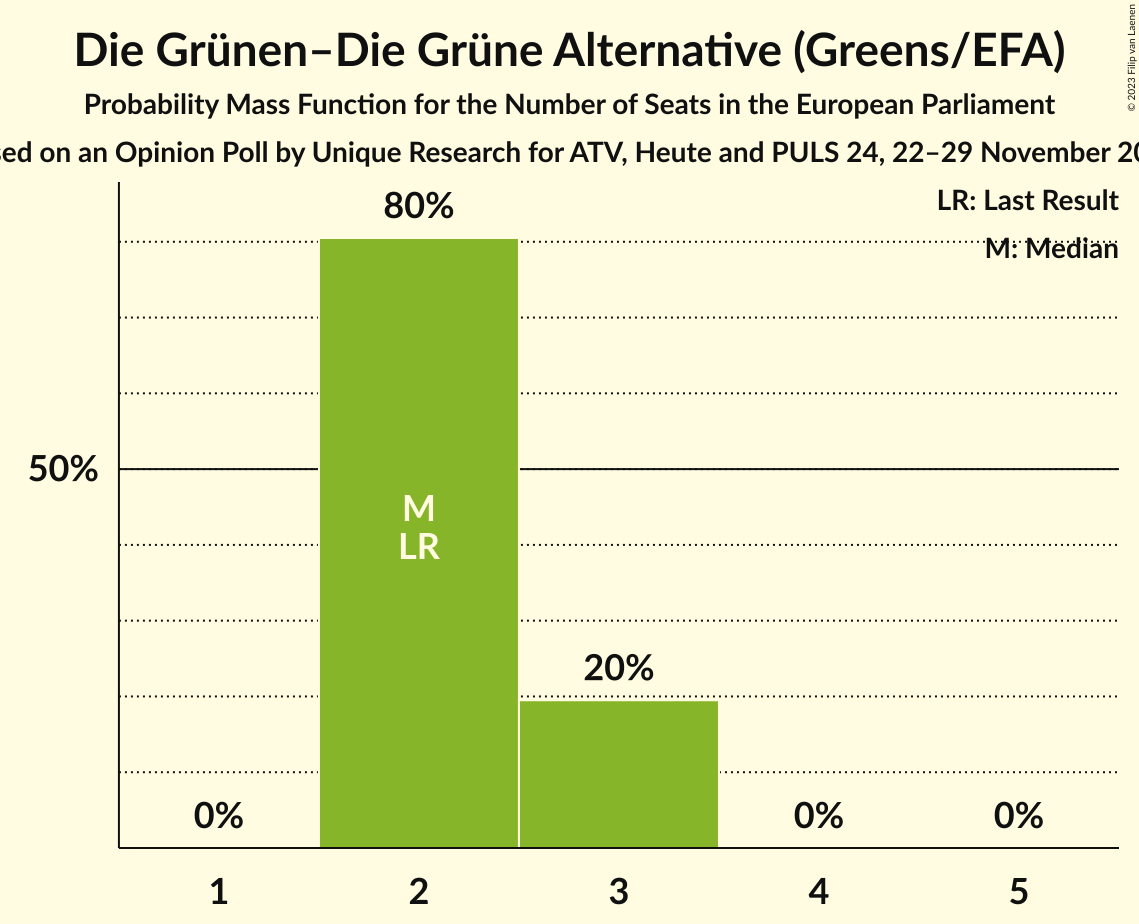 Die Grünen–Die Grüne Alternative (Greens/EFA)
© 2023 Filip van Laenen
Probability Mass Function for the Number of Seats in the European Parliament
on an Opinion Poll by Unique Research for ATV, Heute and PULS 24, 22–29 November
LR: Last Result
M: Median
80%
50%
M
LR
20%
0%
0%
0%
1
2
3
4
5